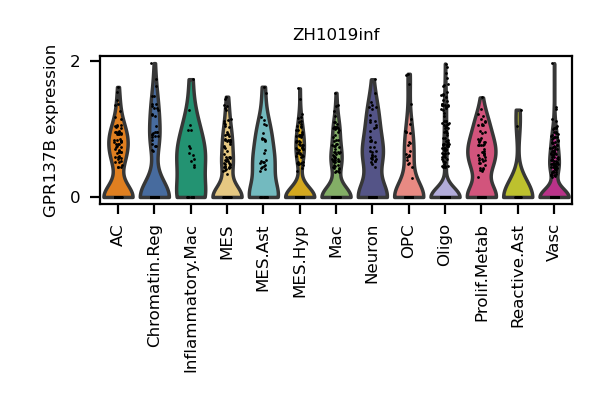 ZH1019inf
GPR137B expression
2
0
AC
Chromatin.Reg
Inflammatory.Mac
MES
MES.Ast
MES.Hyp
Mac
Neuron
OPC
Oligo
Prolif.Metab
Reactive.Ast
Vasc